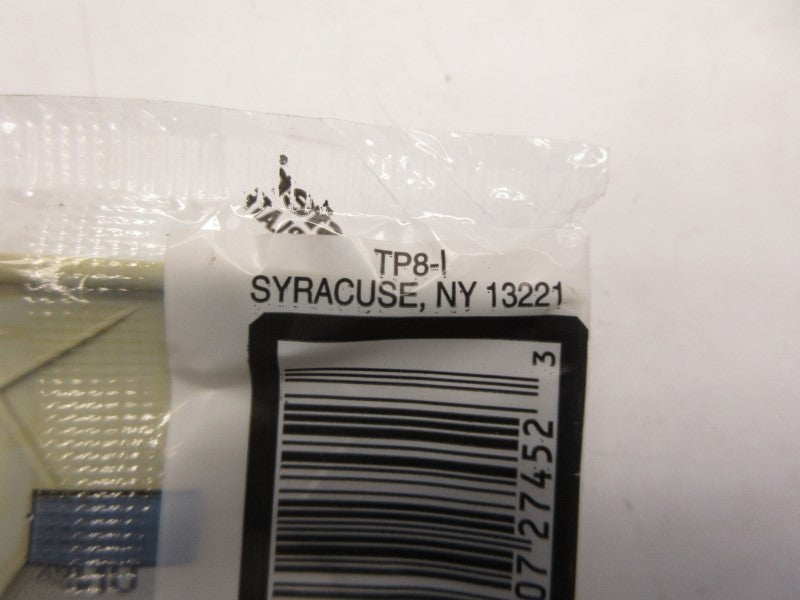 TP8-I
SYRACUSE, NY 13221
07 27452 3